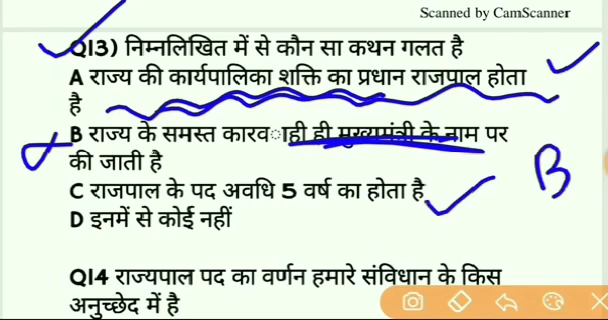 Scanned by CamScanner
Q13) निम्नलिखित में से कौन सा कथन गलत है
A राज्य की कार्यपालिका शक्ति का प्रधान राजपाल होता
है
B राज्य के समस्त कारवाही ही मुख्यमंत्री के नाम पर
की जाती है
C राजपाल के पद अवधि 5 वर्ष का होता है
D इनमें से कोई नहीं
B
Q14 राज्यपाल पद का वर्णन हमारे संविधान के किस
अनुच्छेद में है